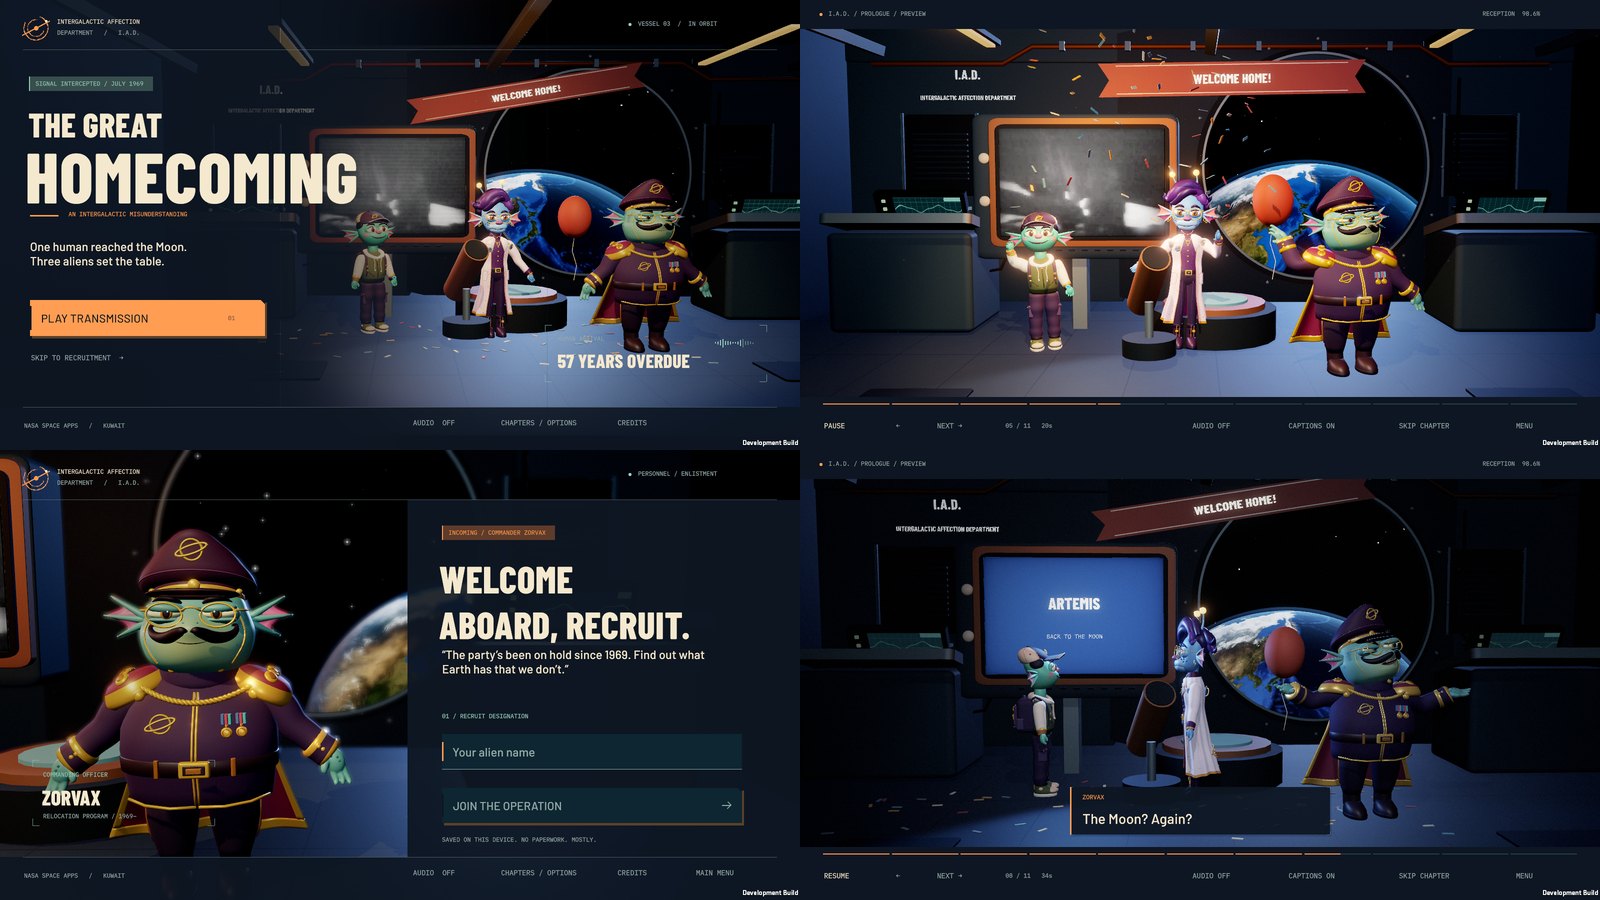 INTERGALACTIC AFFECTION
DEPARTMENT / I.A.D.
VESSEL 03 / IN ORBIT
SIGNAL INTERCEPTED / JULY 1969
I.A.D.
INTERGALACTIC AFFECTION DEPARTMENT
WELCOME HOME!
THE GREAT
HOMECOMING
AN INTERGALACTIC MISUNDERSTANDING
One human reached the Moon.
Three aliens set the table.
PLAY TRANSMISSION 01
SKIP TO RECRUITMENT →
57 YEARS OVERDUE
NASA SPACE APPS / KUWAIT
AUDIO OFF
CHAPTERS / OPTIONS
CREDITS
Development Build
I.A.D. / PROLOGUE / PREVIEW
RECEPTION 98.6%
I.A.D.
INTERGALACTIC AFFECTION DEPARTMENT
WELCOME HOME!
PAUSE
←
NEXT →
05 / 11 20s
AUDIO OFF
CAPTIONS ON
SKIP CHAPTER
MENU
Development Build
INTERGALACTIC AFFECTION
DEPARTMENT / I.A.D.
PERSONNEL / ENLISTMENT
INCOMING / COMMANDER ZORVAX
WELCOME
ABOARD, RECRUIT.
“The party’s been on hold since 1969. Find out what
Earth has that we don’t.”
01 / RECRUIT DESIGNATION
Your alien name
JOIN THE OPERATION →
SAVED ON THIS DEVICE. NO PAPERWORK. MOSTLY.
COMMANDING OFFICER
ZORVAX
RELOCATION PROGRAM / 1969–
NASA SPACE APPS / KUWAIT
AUDIO OFF
CHAPTERS / OPTIONS
CREDITS
MAIN MENU
Development Build
I.A.D. / PROLOGUE / PREVIEW
RECEPTION 98.6%
I.A.D.
INTERGALACTIC AFFECTION DEPARTMENT
WELCOME HOME!
ARTEMIS
BACK TO THE MOON
ZORVAX
The Moon? Again?
RESUME
←
NEXT →
08 / 11 34s
AUDIO OFF
CAPTIONS ON
SKIP CHAPTER
MENU
Development Build